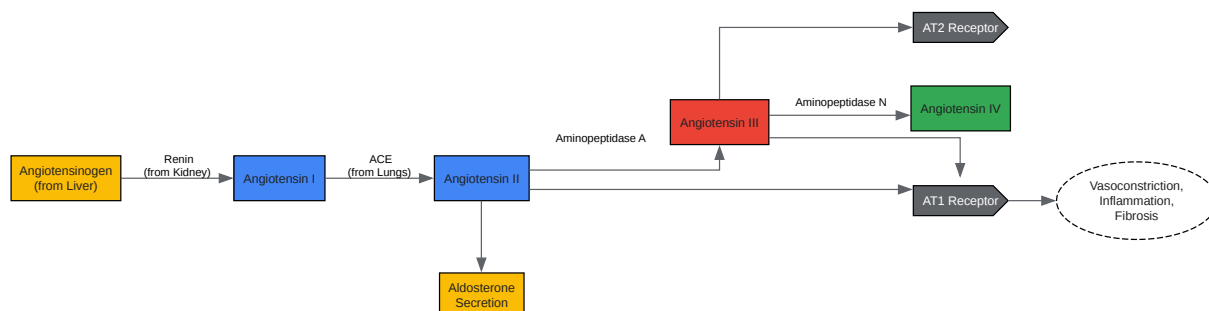 AT2 Receptor
Aminopeptidase N
Angiotensin III
Angiotensin IV
Aminopeptidase A
Angiotensinogen
(from Liver)
Renin
(from Kidney)
Angiotensin I
ACE
(from Lungs)
Angiotensin II
AT1 Receptor
Vasoconstriction,
Inflammation,
Fibrosis
Aldosterone
Secretion